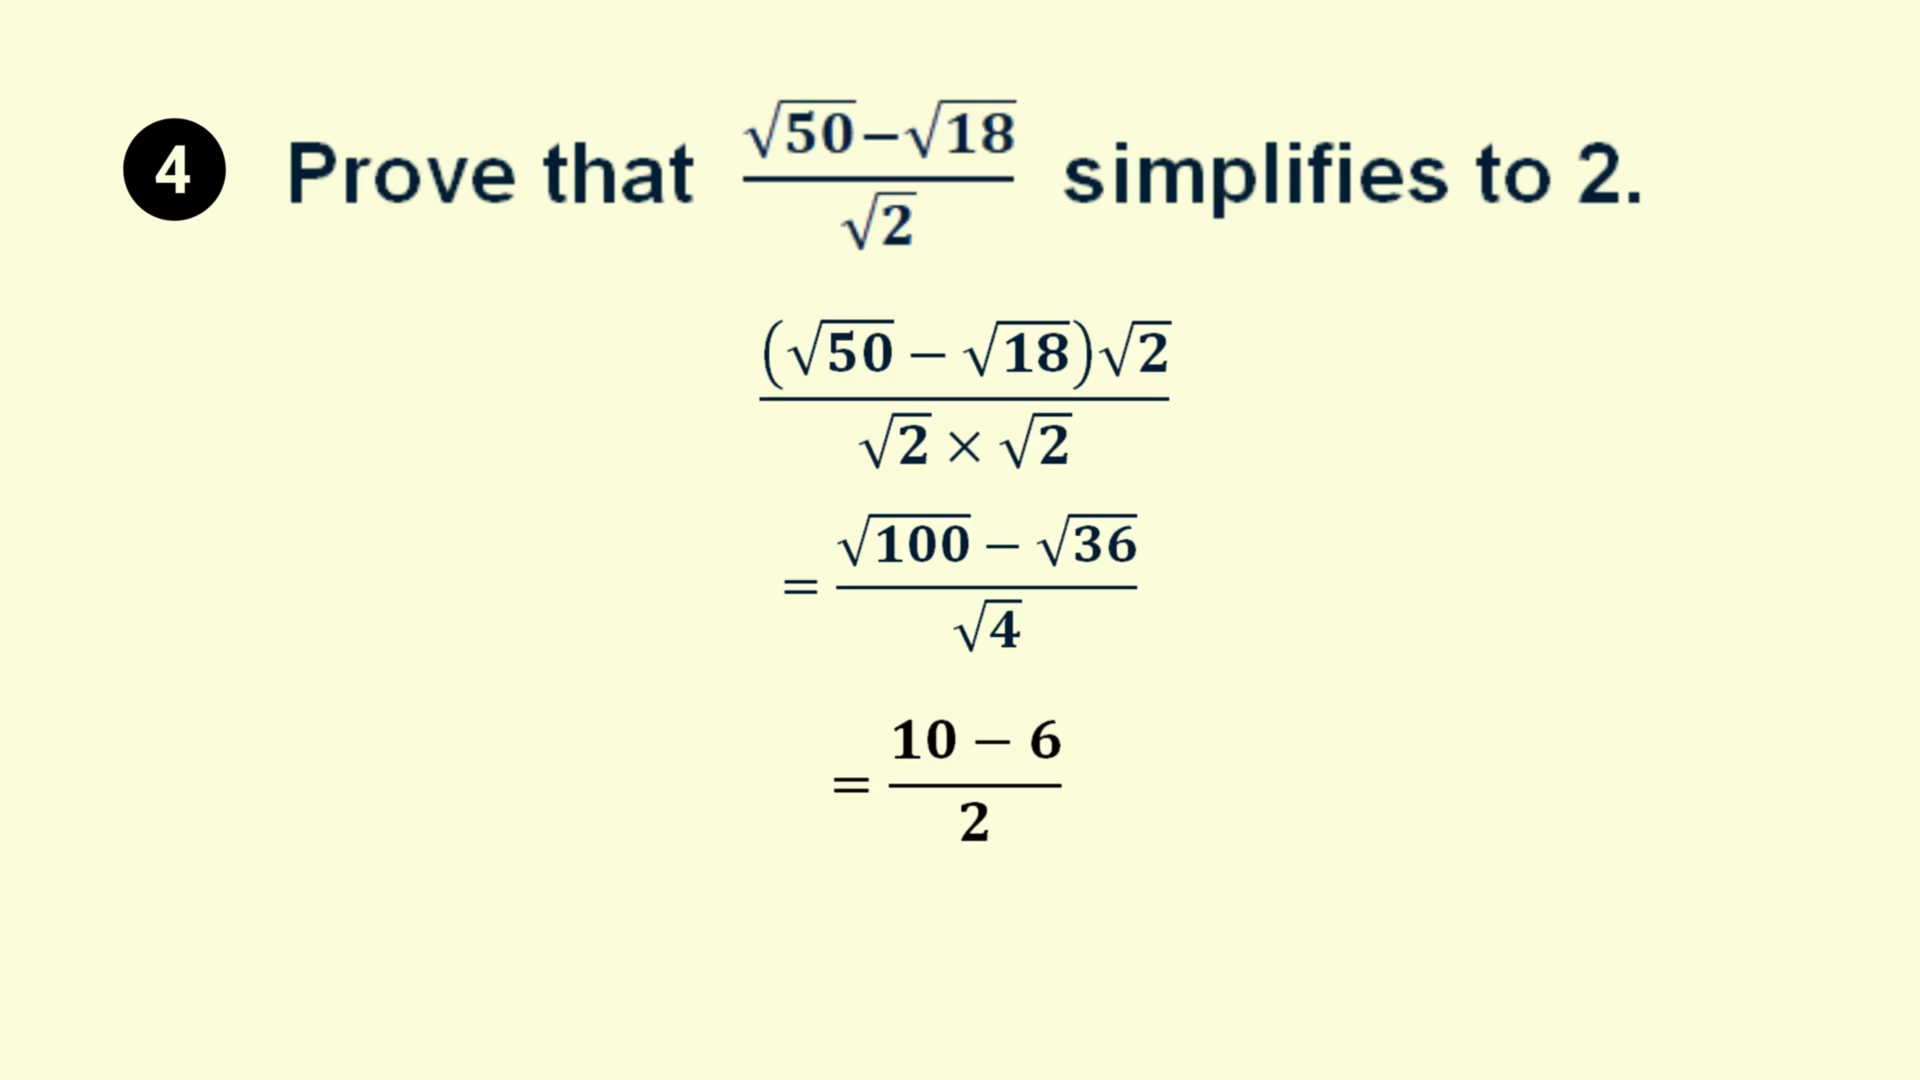 4 Prove that (√50−√18)/√2 simplifies to 2.
((√50 − √18)√2)/(√2 × √2)
= (√100 − √36)/√4
= (10 − 6)/2